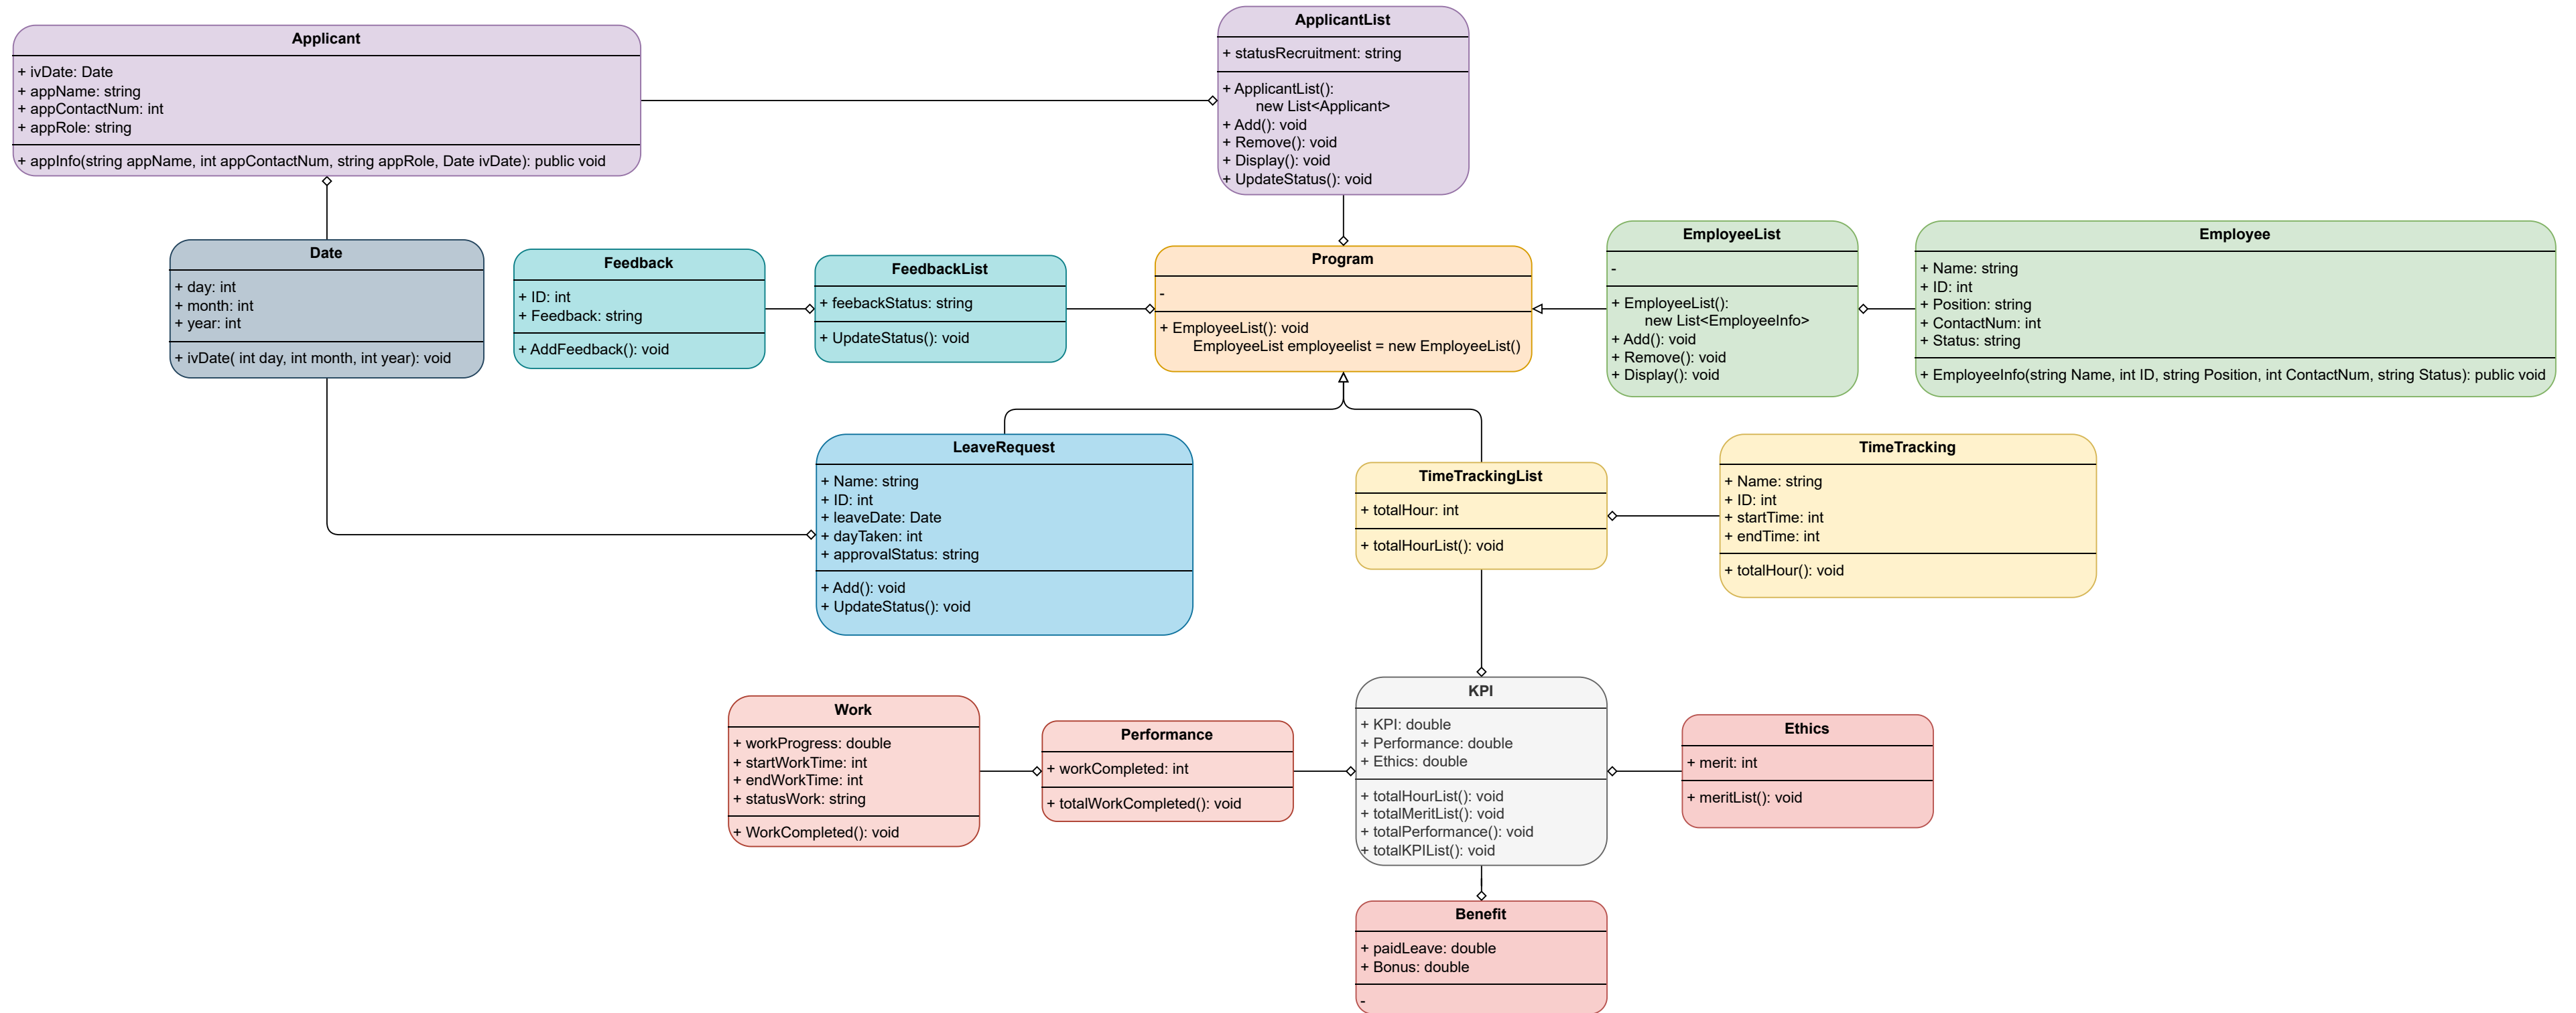 Applicant
+ ivDate: Date
+ appName: string
+ appContactNum: int
+ appRole: string
+ appInfo(string appName, int appContactNum, string appRole, Date ivDate): public void
ApplicantList
+ statusRecruitment: string
+ ApplicantList():
new List<Applicant>
+ Add(): void
+ Remove(): void
+ Display(): void
+ UpdateStatus(): void
Date
+ day: int
+ month: int
+ year: int
+ ivDate( int day, int month, int year): void
Feedback
+ ID: int
+ Feedback: string
+ AddFeedback(): void
FeedbackList
+ feebackStatus: string
+ UpdateStatus(): void
Program
-
+ EmployeeList(): void
EmployeeList employeelist = new EmployeeList()
EmployeeList
-
+ EmployeeList():
new List<EmployeeInfo>
+ Add(): void
+ Remove(): void
+ Display(): void
Employee
+ Name: string
+ ID: int
+ Position: string
+ ContactNum: int
+ Status: string
+ EmployeeInfo(string Name, int ID, string Position, int ContactNum, string Status): public void
LeaveRequest
+ Name: string
+ ID: int
+ leaveDate: Date
+ dayTaken: int
+ approvalStatus: string
+ Add(): void
+ UpdateStatus(): void
TimeTrackingList
+ totalHour: int
+ totalHourList(): void
TimeTracking
+ Name: string
+ ID: int
+ startTime: int
+ endTime: int
+ totalHour(): void
Work
+ workProgress: double
+ startWorkTime: int
+ endWorkTime: int
+ statusWork: string
+ WorkCompleted(): void
Performance
+ workCompleted: int
+ totalWorkCompleted(): void
KPI
+ KPI: double
+ Performance: double
+ Ethics: double
+ totalHourList(): void
+ totalMeritList(): void
+ totalPerformance(): void
+ totalKPIList(): void
Ethics
+ merit: int
+ meritList(): void
Benefit
+ paidLeave: double
+ Bonus: double
-